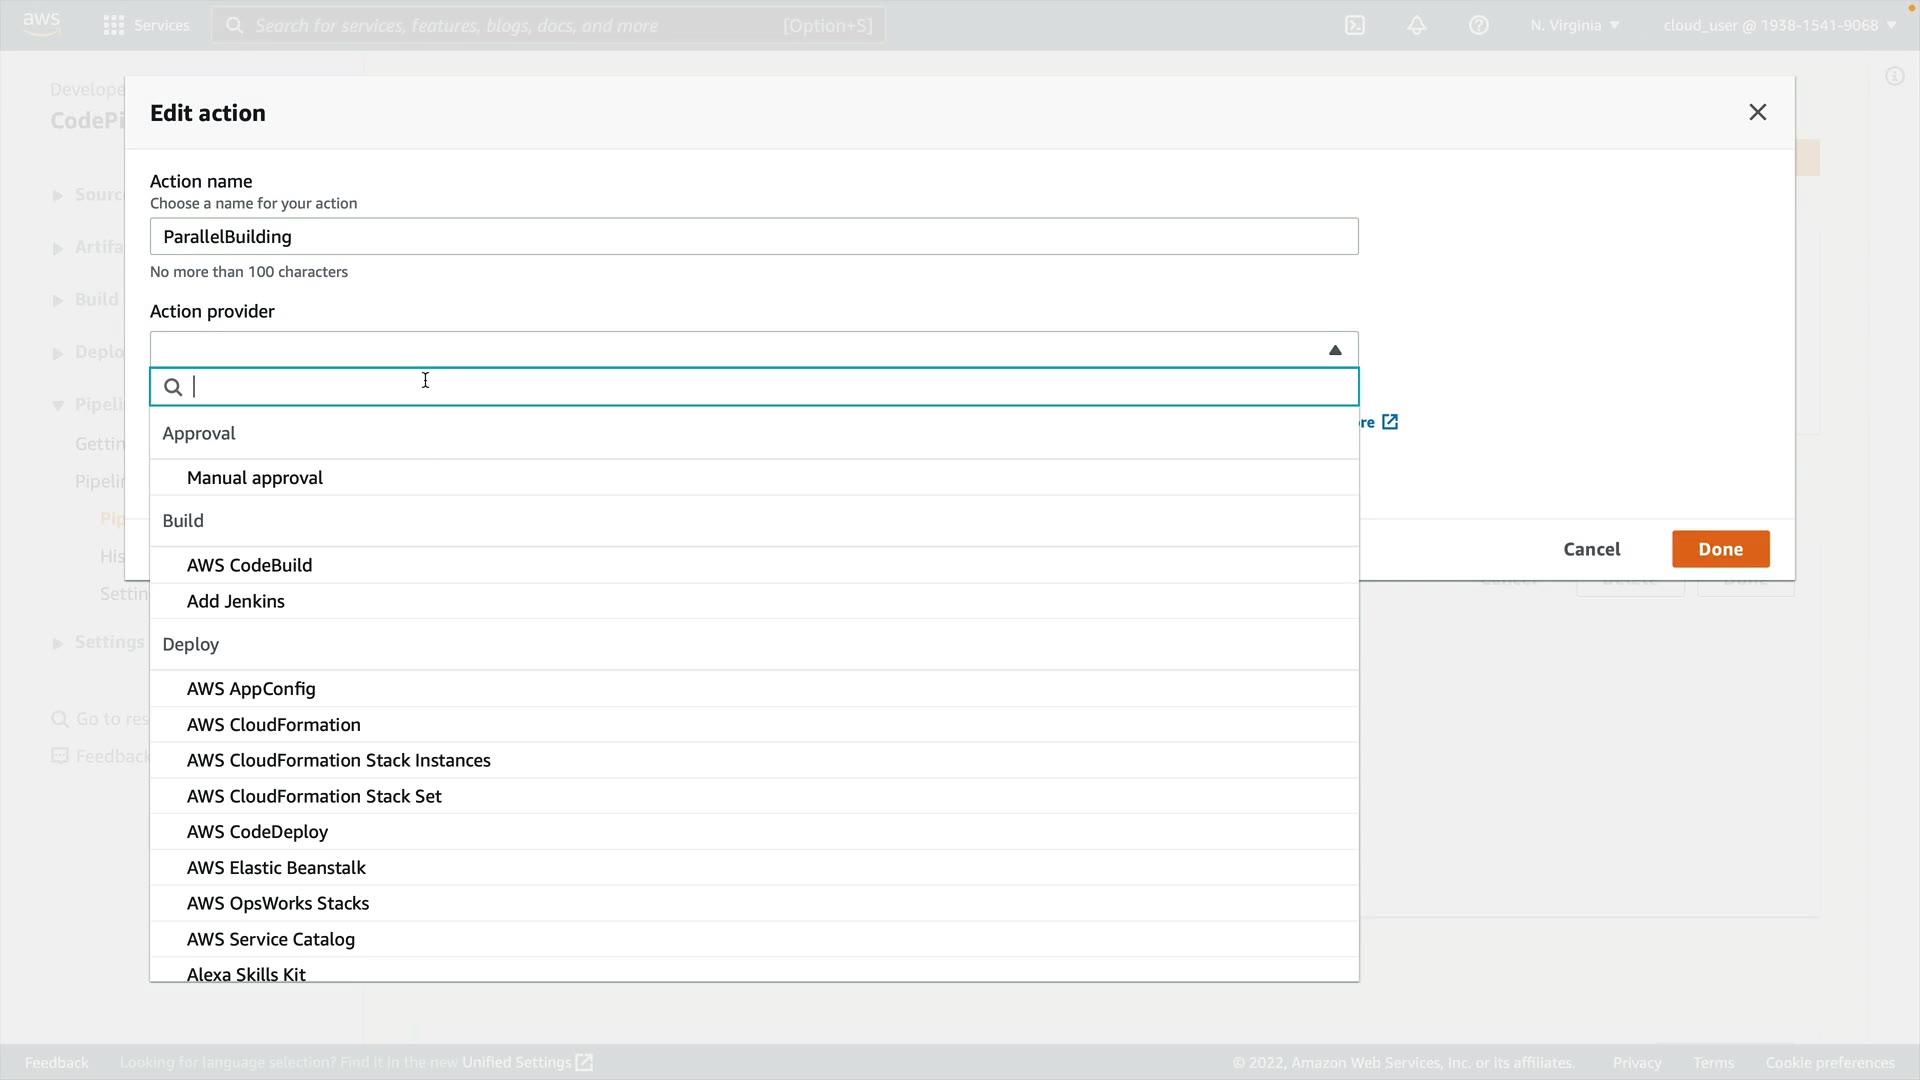 aws
Services
Search for services, features, blogs, docs, and more
[Option+S]
N. Virginia
cloud_user @ 1938-1541-9068
Develope
CodePi
Edit action
Action name
Choose a name for your action
ParallelBuilding
No more than 100 characters
Action provider
Sourc
Artifa
Build
Deplo
Pipeli
Gettin
Pipelin
Pip
His
Settin
Settings
Go to res
Feedback
Approval
Manual approval
Build
AWS CodeBuild
Add Jenkins
Deploy
AWS AppConfig
AWS CloudFormation
AWS CloudFormation Stack Instances
AWS CloudFormation Stack Set
AWS CodeDeploy
AWS Elastic Beanstalk
AWS OpsWorks Stacks
AWS Service Catalog
Alexa Skills Kit
re
Cancel
Done
Feedback
Looking for language selection? Find it in the new Unified Settings
© 2022, Amazon Web Services, Inc. or its affiliates.
Privacy
Terms
Cookie preferences